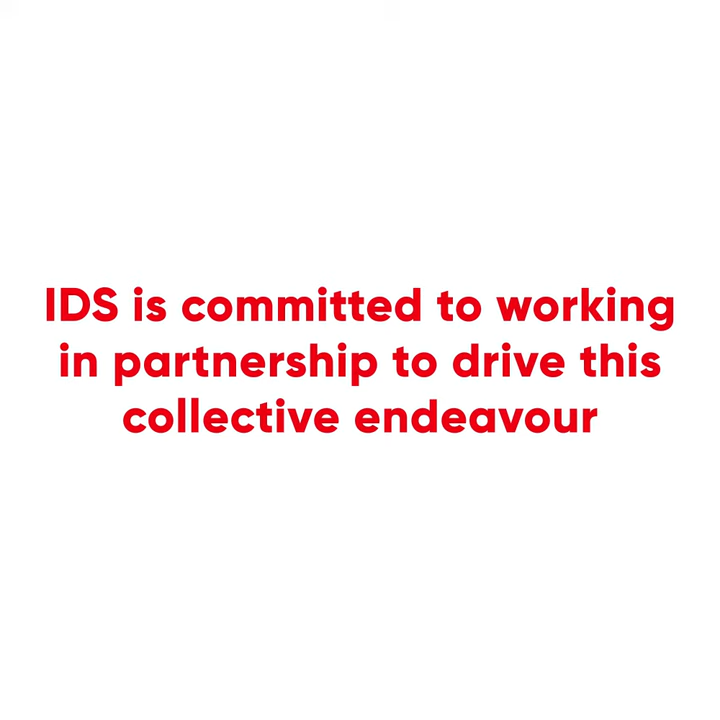 IDS is committed to working
in partnership to drive this
collective endeavour